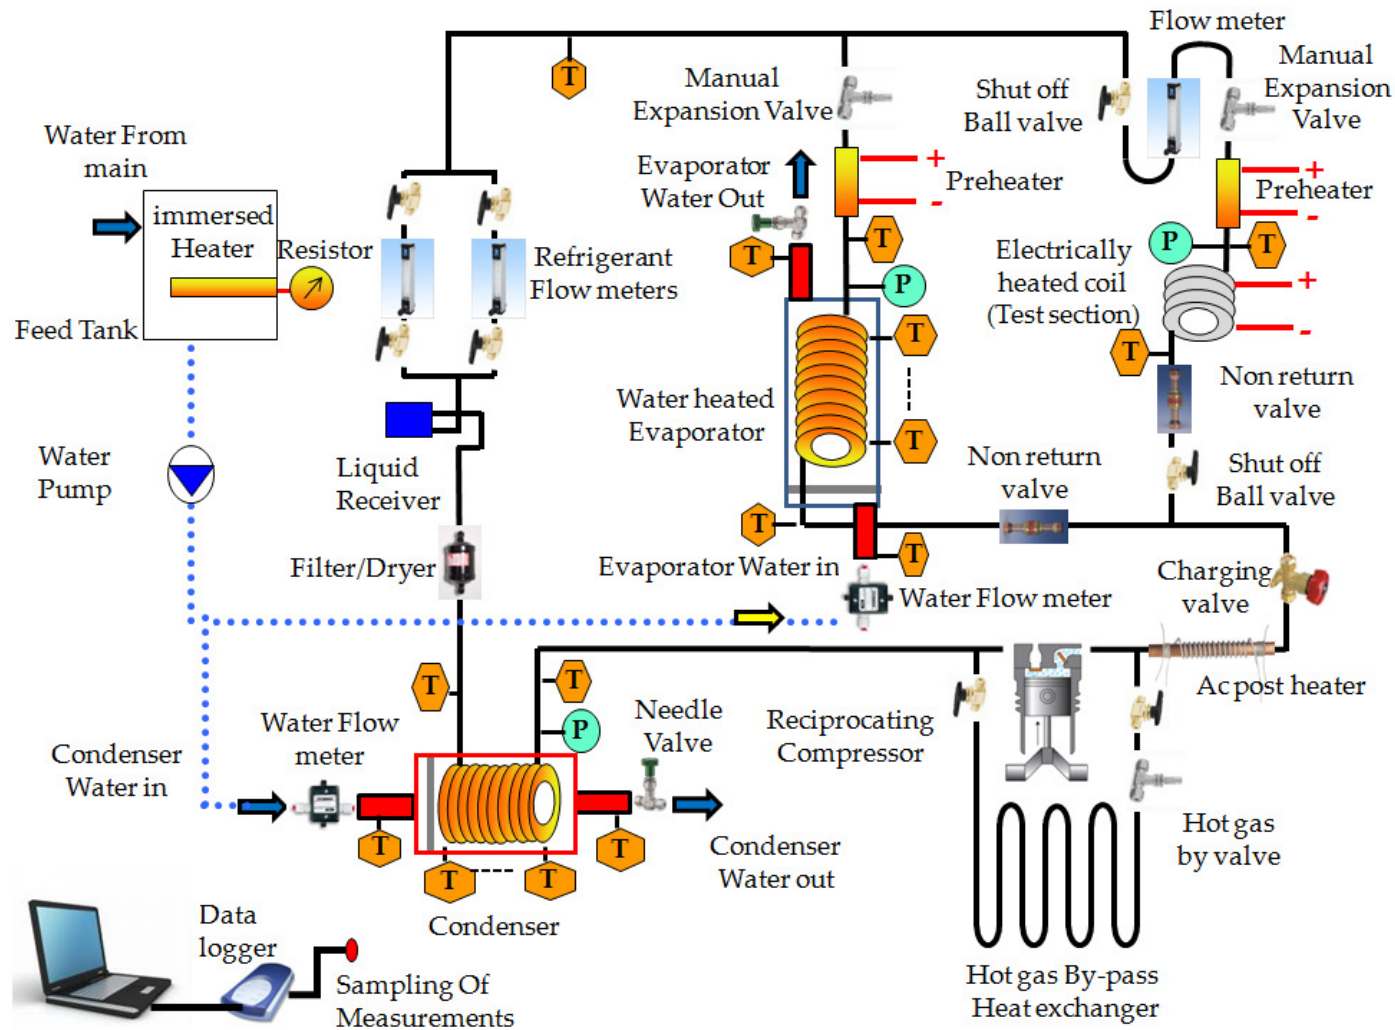 Flow meter
Manual
Expansion Valve
Shut off
Ball valve
Manual
Expansion
Valve
T
Water From
main
Evaporator
Water Out
+
Preheater
-
+
Preheater
-
immersed
Heater
Resistor
Refrigerant
Flow meters
T
T
P
T
Electrically
heated coil
(Test section)
P
+
-
Feed Tank
T
T
Non return
valve
Water heated
Evaporator
T
Water
Pump
Liquid
Receiver
Non return
valve
Shut off
Ball valve
T
T
Filter/Dryer
Evaporator Water in
Water Flow meter
Charging
valve
T
T
Ac post heater
Water Flow
meter
P
Needle
Valve
Reciprocating
Compressor
Condenser
Water in
T
T
Hot gas
by valve
T
T
Condenser
Water out
Condenser
Data
logger
Sampling Of
Measurements
Hot gas By-pass
Heat exchanger